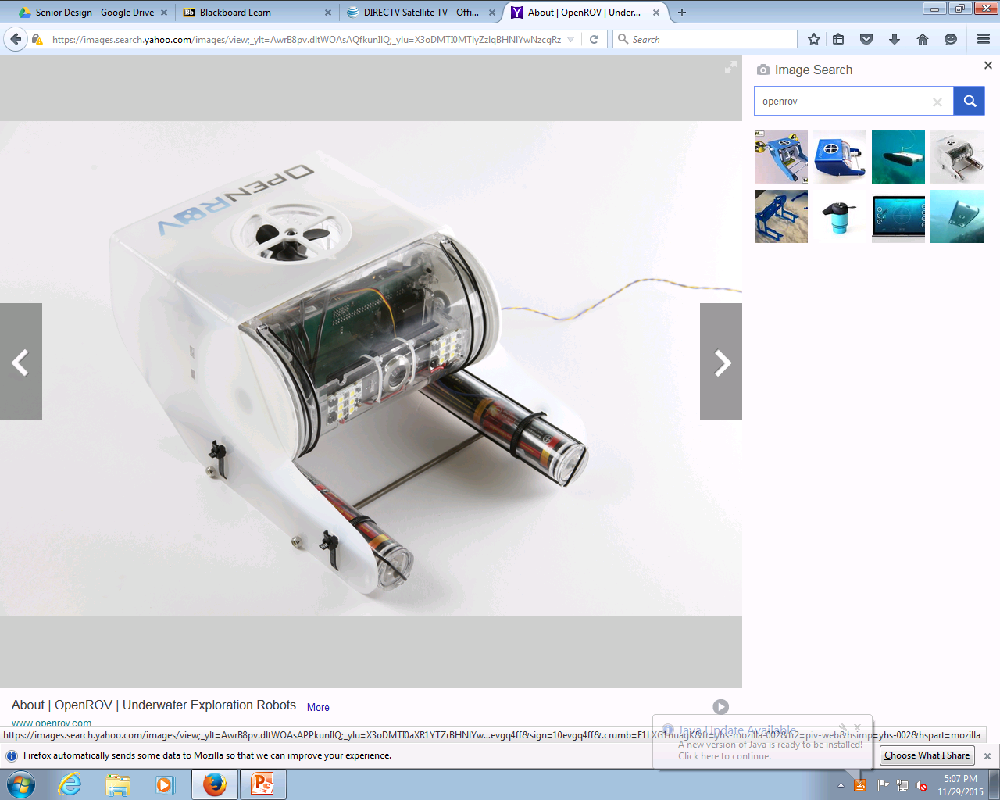 Senior Design - Google Drive
Blackboard Learn
DIRECTV Satellite TV - Offi...
About | OpenROV | Under...
https://images.search.yahoo.com/images/view;_ylt=AwrB8pv.dltWOAsAQfkunIlQ;_ylu=X3oDMTI0MTlyZzlqBHNlYwNzcgRz
Search
Image Search
openrov
OPENROV
About | OpenROV | Underwater Exploration Robots More
www.openrov.com
Java Update Available
https://images.search.yahoo.com/images/view;_ylt=AwrB8pv.dltWOAsAPPkunIlQ;_ylu=X3oDMTI0aXR1YTZrBHNlYw...evgq4ff&sign=10evgq4ff&.crumb=E1LXG1huagK&fr=yhs-mozilla-002&fr2=piv-web&hsimp=yhs-002&hspart=mozilla
A new version of Java is ready to be installed!
Click here to continue.
Firefox automatically sends some data to Mozilla so that we can improve your experience.
Choose What I Share
5:07 PM
11/29/2015